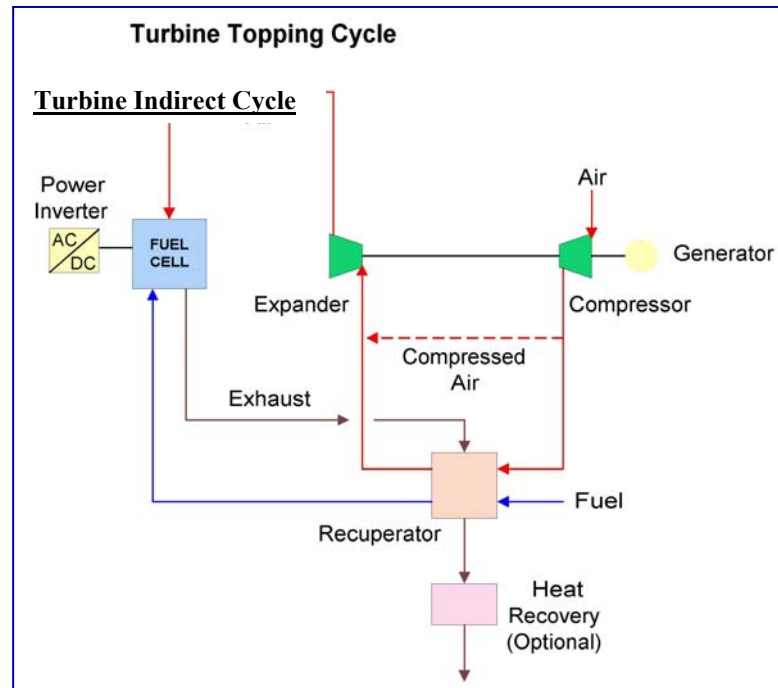 Turbine Topping Cycle
Turbine Indirect Cycle
Power
Inverter
AC
DC
FUEL
CELL
Air
Generator
Expander
Compressor
Compressed
Air
Exhaust
Fuel
Recuperator
Heat
Recovery
(Optional)